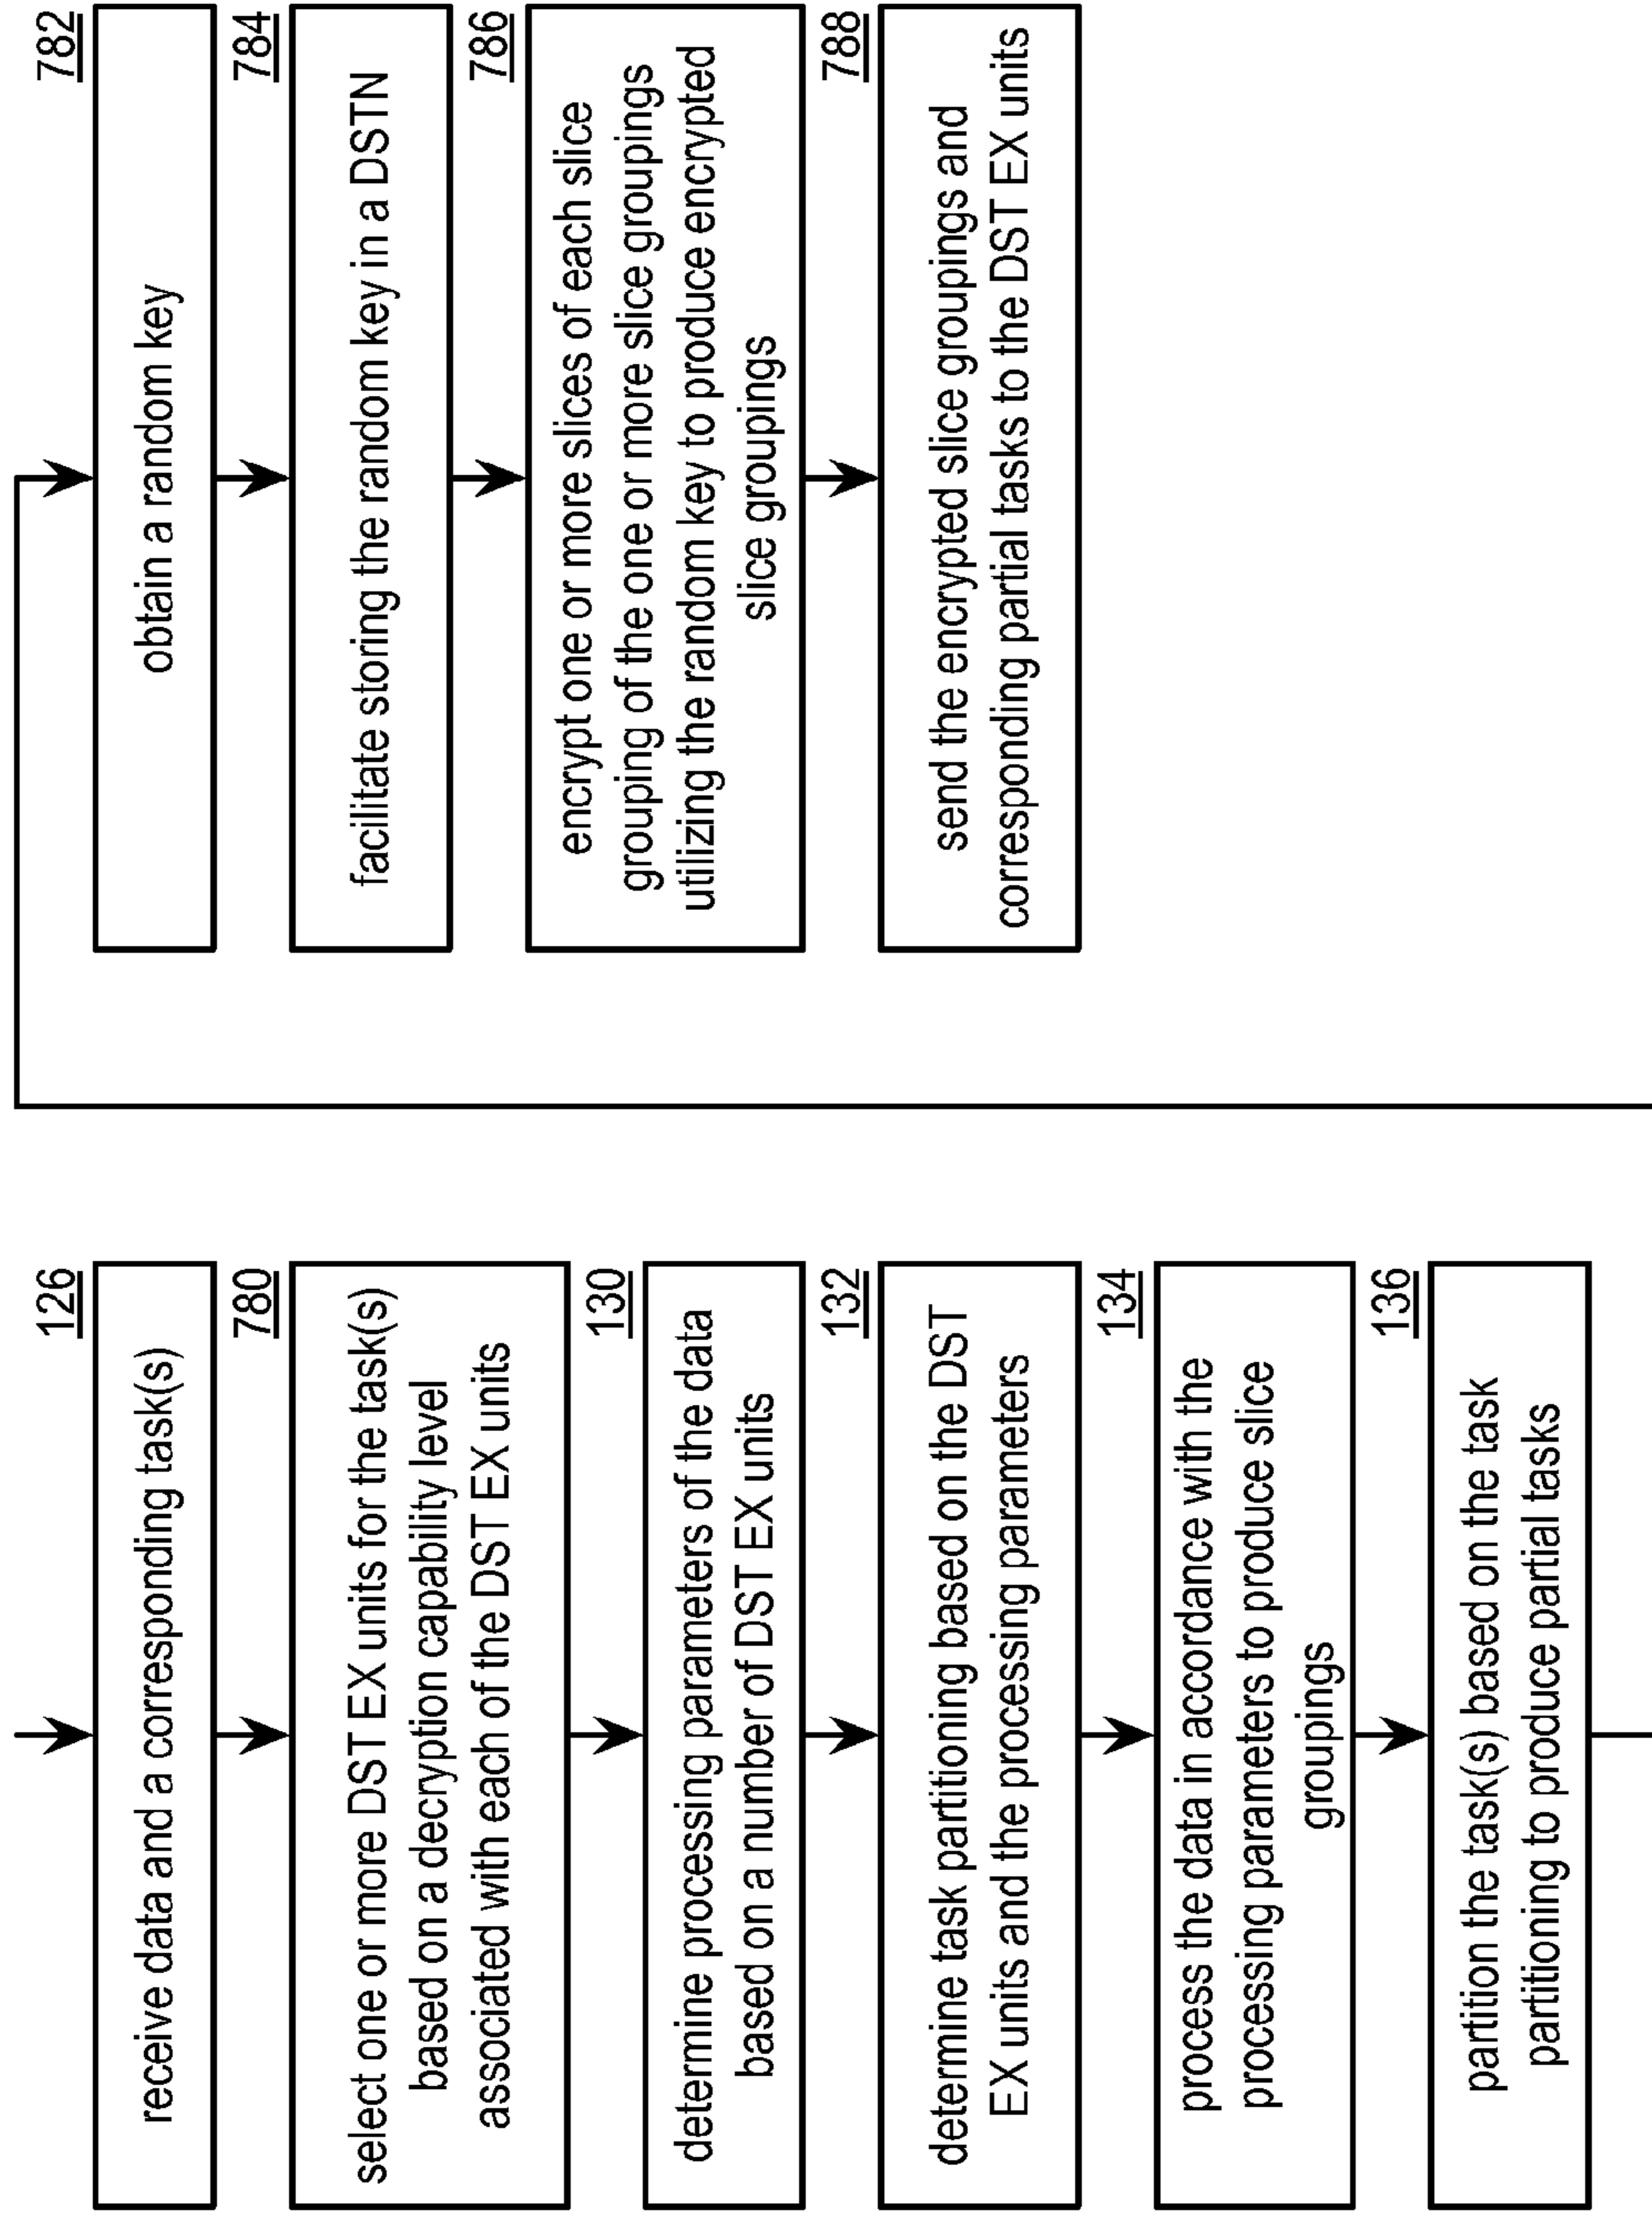 126
receive data and a corresponding task(s)
780
select one or more DST EX units for the task(s)
based on a decryption capability level
associated with each of the DST EX units
130
determine processing parameters of the data
based on a number of DST EX units
132
determine task partitioning based on the DST
EX units and the processing parameters
134
process the data in accordance with the
processing parameters to produce slice
groupings
136
partition the task(s) based on the task
partitioning to produce partial tasks
782
obtain a random key
784
facilitate storing the random key in a DSTN
786
encrypt one or more slices of each slice
grouping of the one or more slice groupings
utilizing the random key to produce encrypted
slice groupings
788
send the encrypted slice groupings and
corresponding partial tasks to the DST EX units